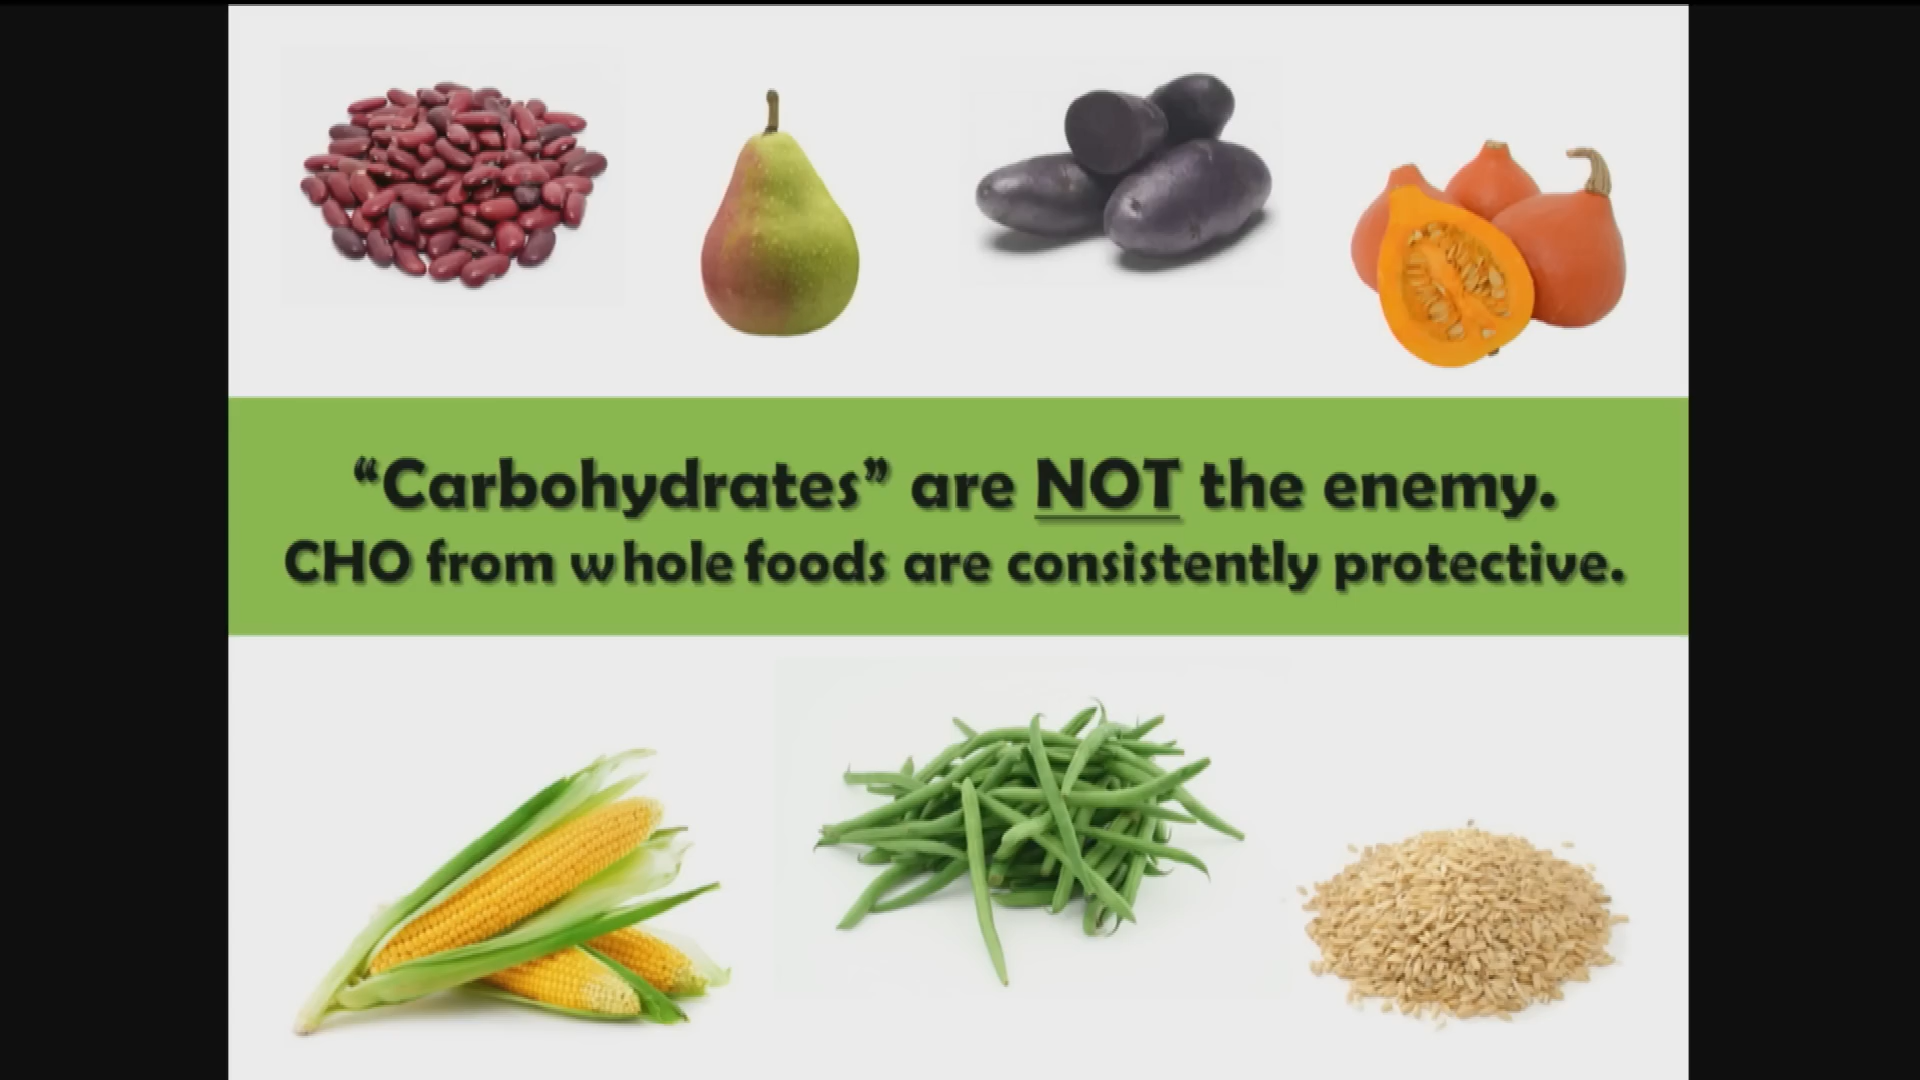 “Carbohydrates” are NOT the enemy.
CHO from whole foods are consistently protective.